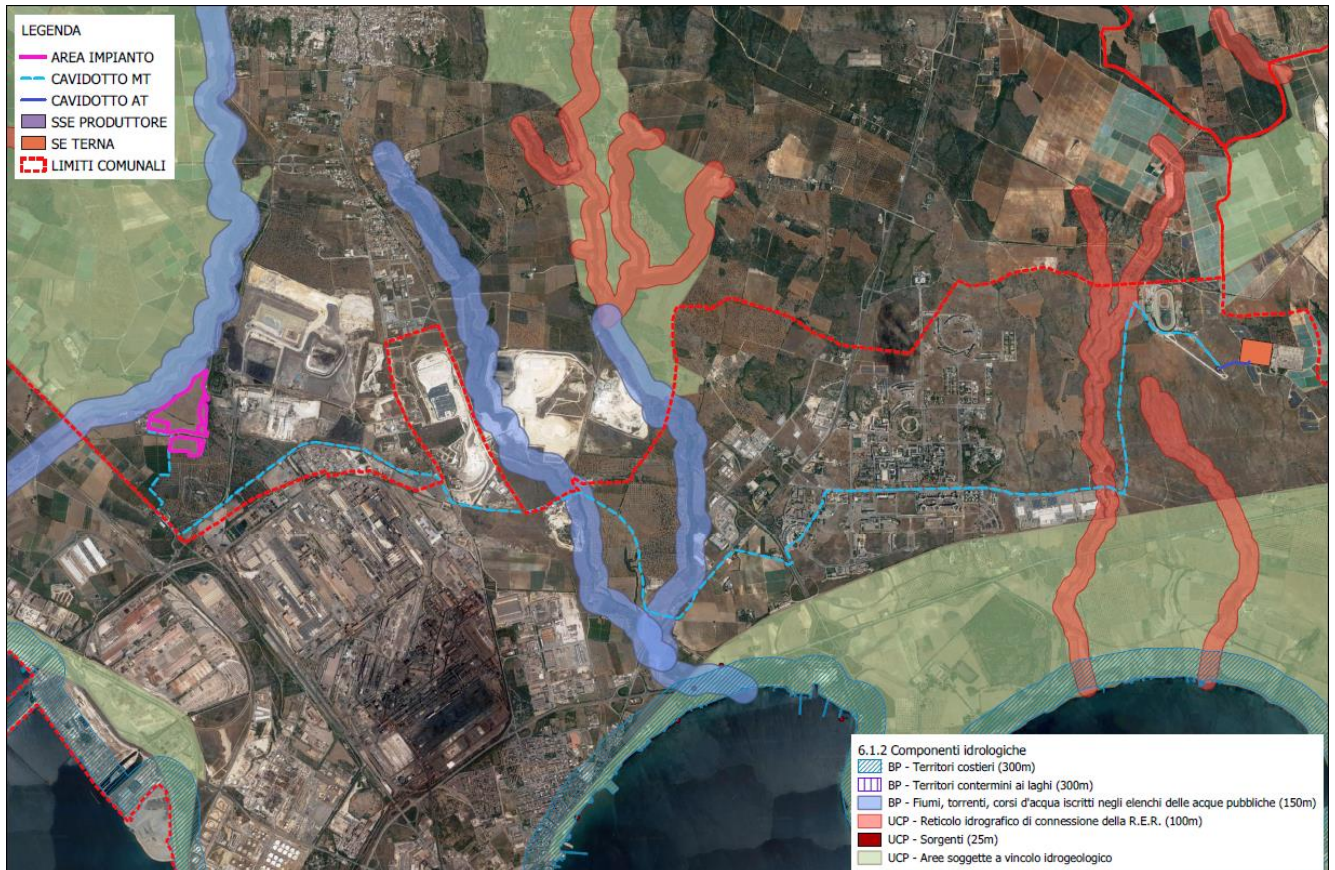 LEGENDA
AREA IMPIANTO
CAVIDOTTO MT
CAVIDOTTO AT
SSE PRODUTTORE
SE TERNA
LIMITI COMUNALI
6.1.2 Componenti idrologiche
BP - Territori costieri (300m)
BP - Territori contermini ai laghi (300m)
BP - Fiumi, torrenti, corsi d'acqua iscritti negli elenchi delle acque pubbliche (150m)
UCP - Reticolo idrografico di connessione della R.E.R. (100m)
UCP - Sorgenti (25m)
UCP - Aree soggette a vincolo idrogeologico